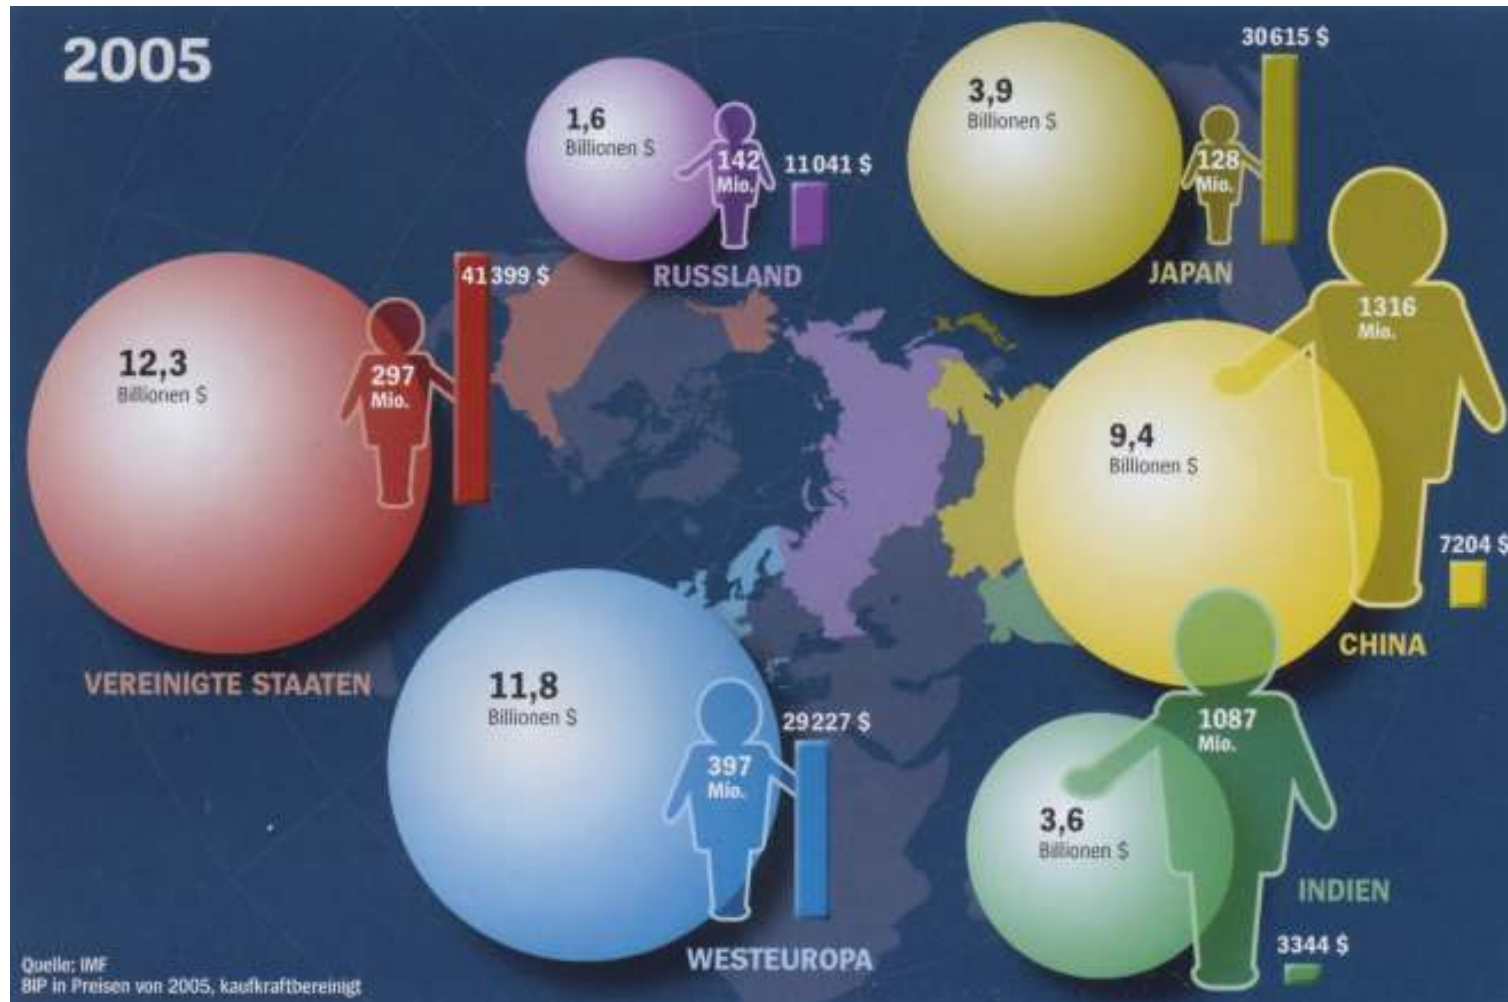 2005
1,6
Billionen $
142
Mio.
11 041 $
RUSSLAND
3,9
Billionen $
128
Mio.
30 615 $
JAPAN
12,3
Billionen $
297
Mio.
41 399 $
VEREINIGTE STAATEN
1316
Mio.
9,4
Billionen $
7204 $
CHINA
11,8
Billionen $
397
Mio.
29 227 $
WESTEUROPA
1087
Mio.
3,6
Billionen $
3344 $
INDIEN
Quelle: IMF
BIP in Preisen von 2005, kaufkraftbereinigt